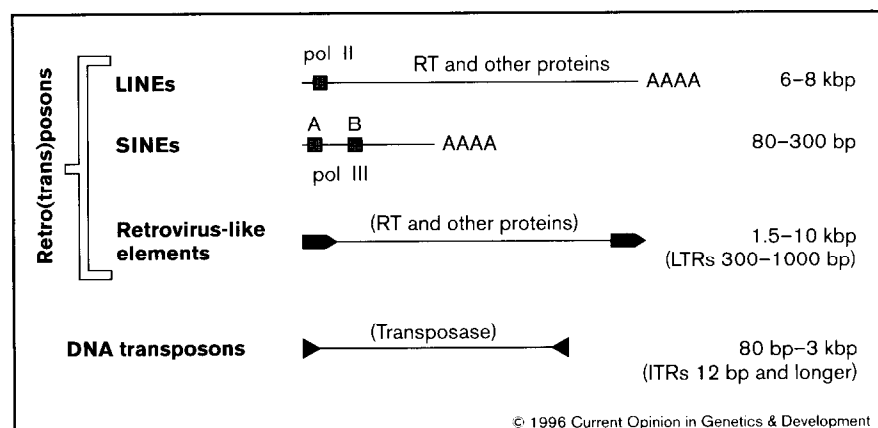 Retro(trans)posons
pol II
LINEs
RT and other proteins
AAAA
6–8 kbp
SINEs
A
B
AAAA
80–300 bp
pol III
Retrovirus-like
elements
(RT and other proteins)
1.5–10 kbp
(LTRs 300–1000 bp)
DNA transposons
(Transposase)
80 bp–3 kbp
(ITRs 12 bp and longer)
© 1996 Current Opinion in Genetics & Development